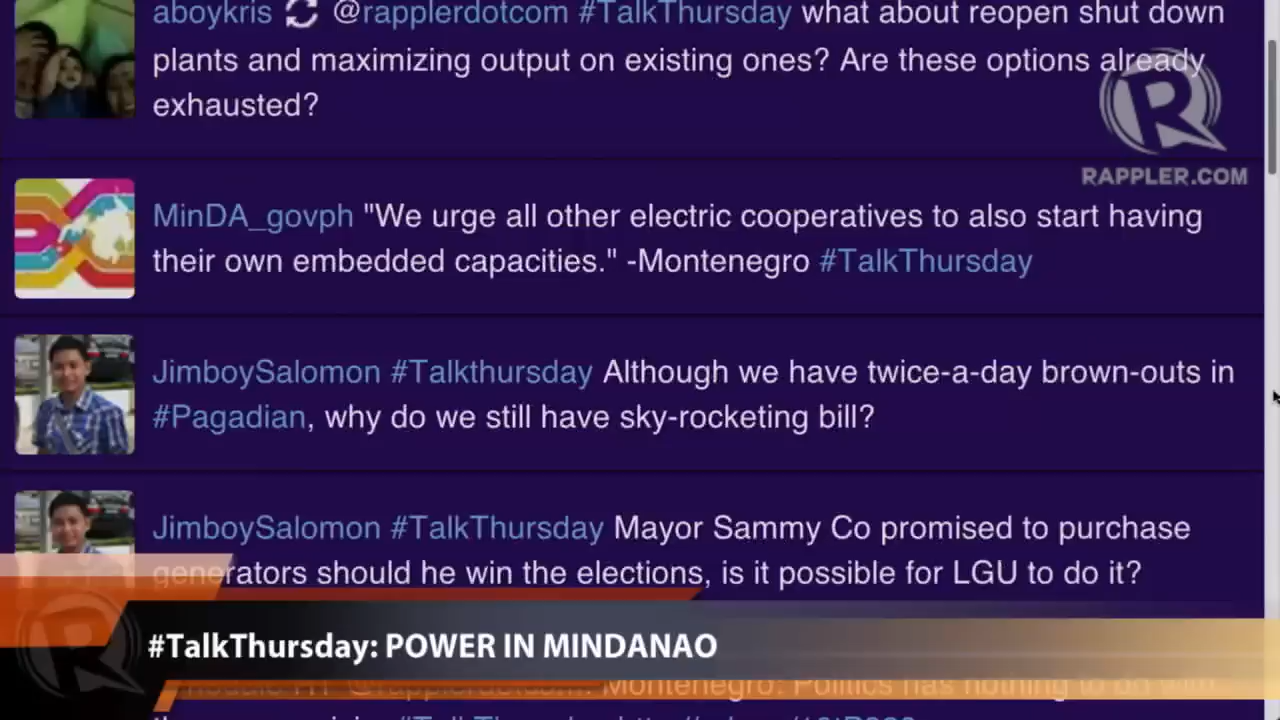 aboykris @rapplerdotcom #TalkThursday what about reopen shut down
plants and maximizing output on existing ones? Are these options already
exhausted?
RAPPLER.COM
MinDA_govph "We urge all other electric cooperatives to also start having
their own embedded capacities." -Montenegro #TalkThursday
JimboySalomon #Talkthursday Although we have twice-a-day brown-outs in
#Pagadian, why do we still have sky-rocketing bill?
JimboySalomon #TalkThursday Mayor Sammy Co promised to purchase
generators should he win the elections, is it possible for LGU to do it?
#TalkThursday: POWER IN MINDANAO
Montenegro: Politics has nothing to do with